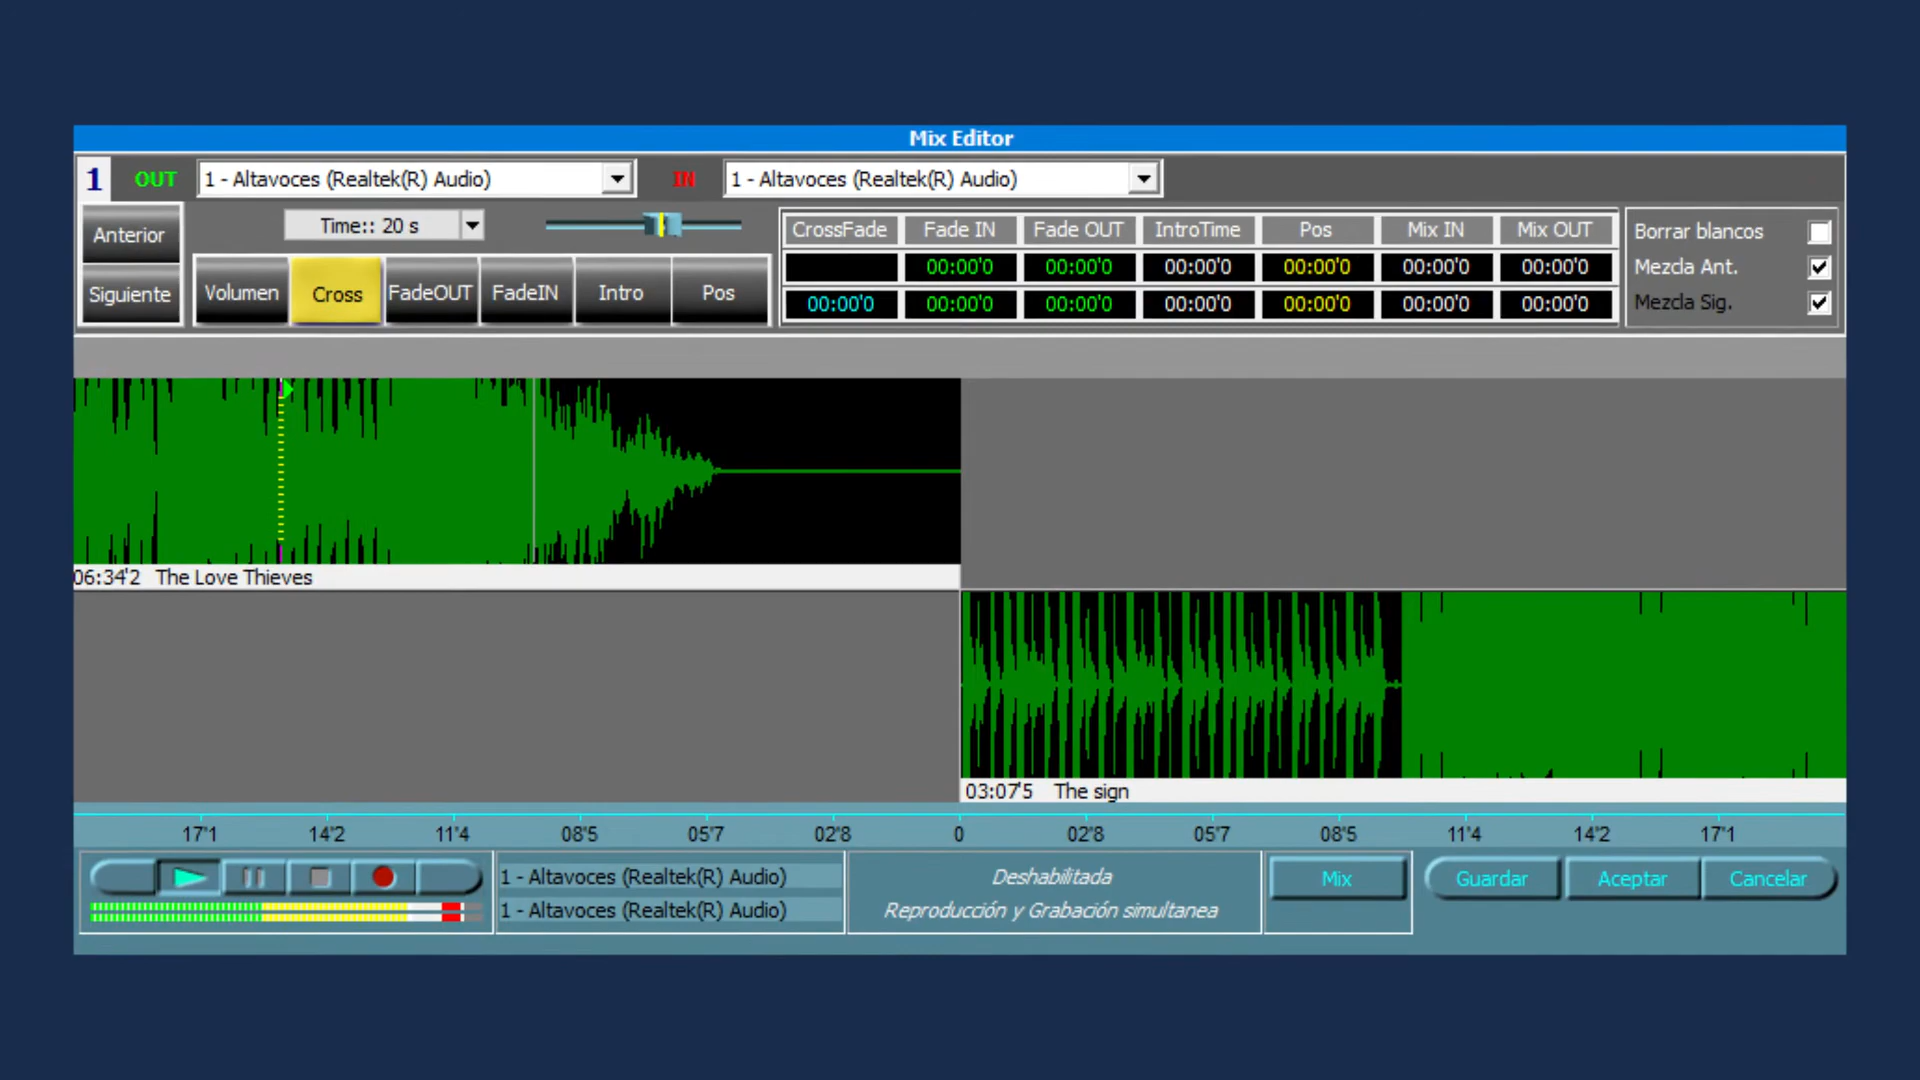 Mix Editor
1 OUT 1 - Altavoces (Realtek(R) Audio) IN 1 - Altavoces (Realtek(R) Audio)
Anterior
Siguiente
Time:: 20 s
Volumen Cross FadeOUT FadeIN Intro Pos
CrossFade Fade IN Fade OUT IntroTime Pos Mix IN Mix OUT
00:00'0 00:00'0 00:00'0 00:00'0 00:00'0 00:00'0
00:00'0 00:00'0 00:00'0 00:00'0 00:00'0 00:00'0 00:00'0
Borrar blancos
Mezcla Ant.
Mezcla Sig.
06:34'2 The Love Thieves
03:07'5 The sign
17'1 14'2 11'4 08'5 05'7 02'8 0 02'8 05'7 08'5 11'4 14'2 17'1
1 - Altavoces (Realtek(R) Audio)
1 - Altavoces (Realtek(R) Audio)
Deshabilitada
Reproducción y Grabación simultanea
Mix
Guardar Aceptar Cancelar